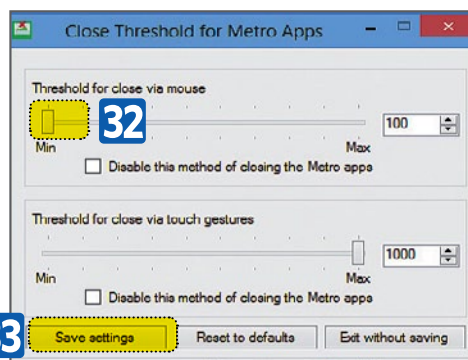 Close Threshold for Metro Apps
Threshold for close via mouse
32
100
Min Max
Disable this method of closing the Metro apps
Threshold for close via touch gestures
1000
Min Max
Disable this method of closing the Metro apps
3 Save settings Reset to defaults Exit without saving